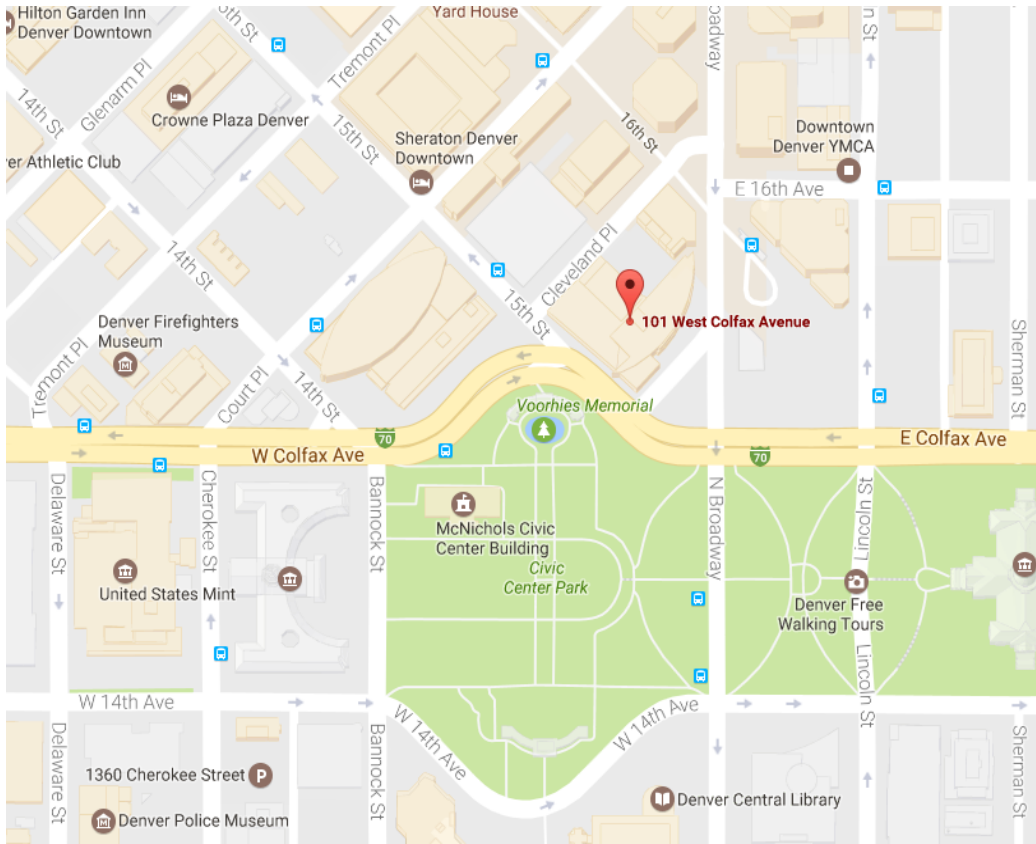 Hilton Garden Inn
Denver Downtown
Yard House
roadway
n St
Tremont Pl
15th St
Glenarm Pl
14th St
Crowne Plaza Denver
Sheraton Denver
Downtown
16th St
Downtown
Denver YMCA
er Athletic Club
15th St
E 16th Ave
14th St
Cleveland Pl
Denver Firefighters
Museum
15th St
101 West Colfax Avenue
Sherman St
Tremont Pl
Court Pl
14th St
Voorhies Memorial
70
W Colfax Ave
70
E Colfax Ave
Delaware St
Cherokee St
Bannock St
McNichols Civic
Center Building
N Broadway
Lincoln St
Civic
Center Park
United States Mint
Denver Free
Walking Tours
Lincoln St
W 14th Ave
W 14th Ave
W 14th Ave
Delaware St
Bannock St
Sherman St
1360 Cherokee Street
P
Denver Police Museum
Denver Central Library